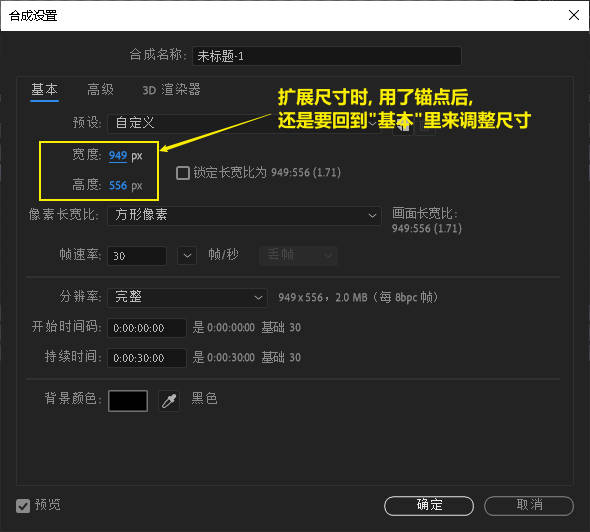 合成设置
合成名称: 未标题-1
基本 高级 3D 渲染器
扩展尺寸时, 用了锚点后,
还是要回到"基本"里来调整尺寸
预设: 自定义
宽度: 949 px
锁定长宽比为 949:556 (1.71)
高度: 556 px
像素长宽比: 方形像素
画面长宽比:
949:556 (1.71)
帧速率: 30 帧/秒 丢帧
分辨率: 完整 949 x 556，2.0 MB（每 8bpc 帧）
开始时间码: 0:00:00:00 是 0:00:00:00 基础 30
持续时间: 0:00:30:00 是 0:00:30:00 基础 30
背景颜色: 黑色
预览 确定 取消